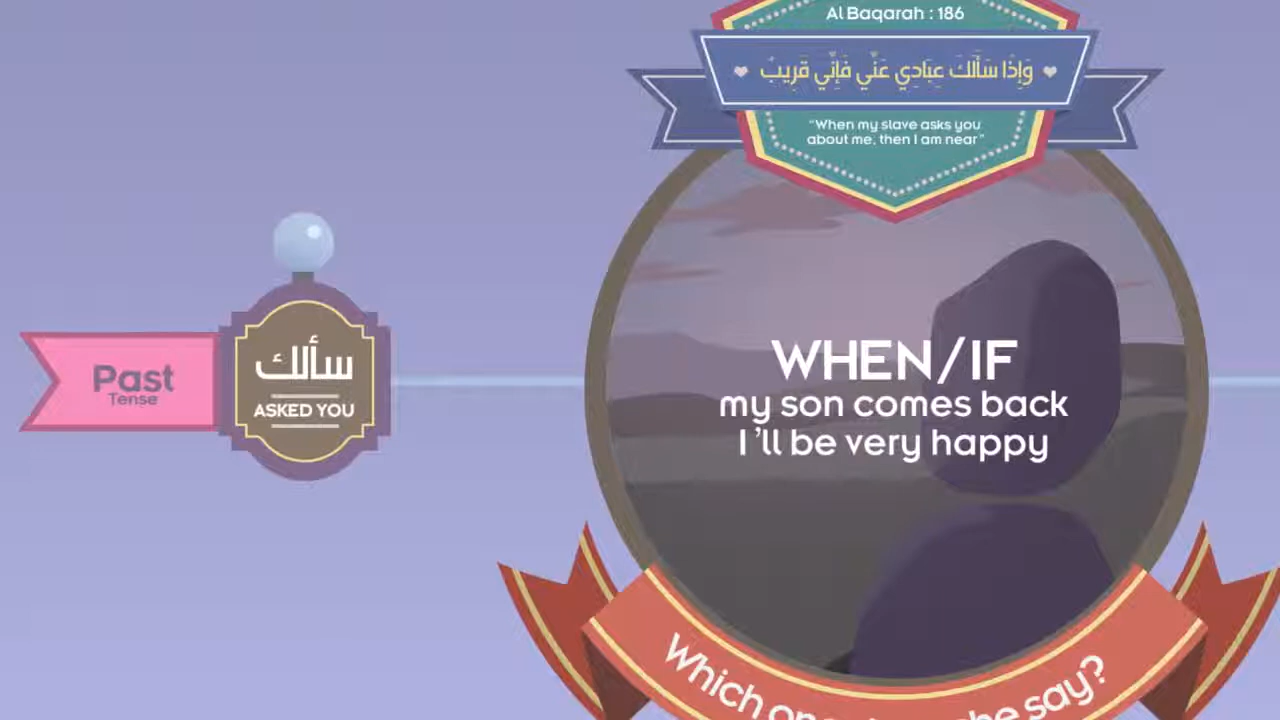 Al Baqarah : 186
وَإِذَا سَأَلَكَ عِبَادِي عَنِّي فَإِنِّي قَرِيبٌ
"When my slave asks you
about me, then I am near"
Past
Tense
سألك
ASKED YOU
WHEN/IF
my son comes back
I'll be very happy
Which he say?